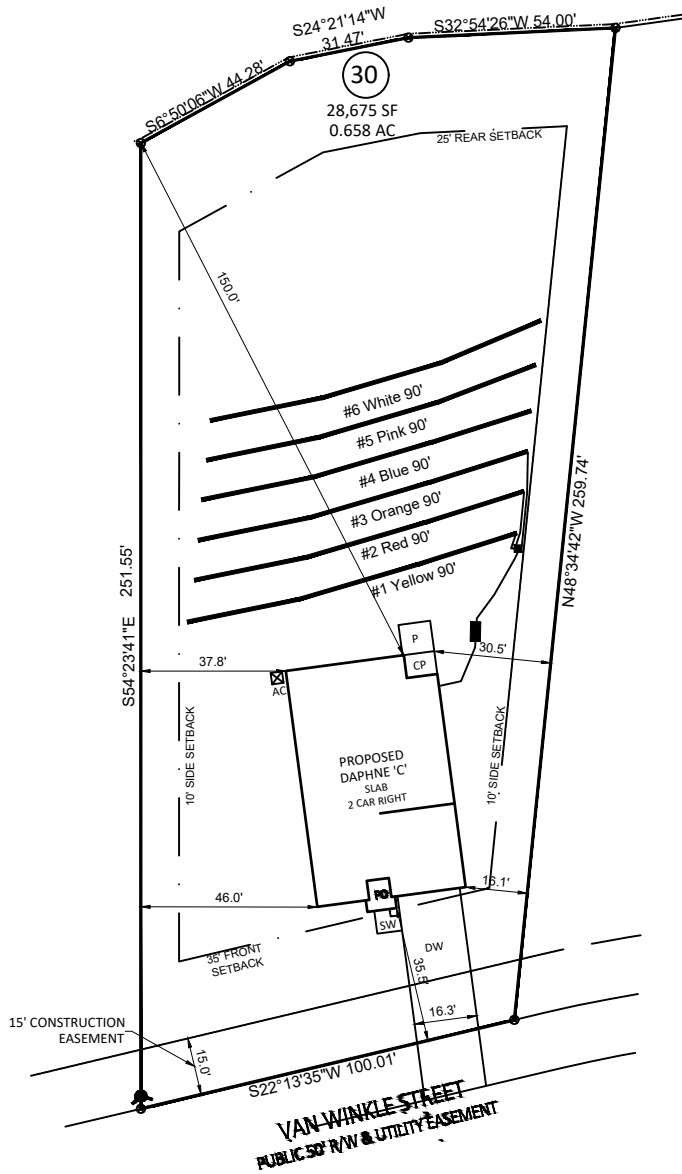 S24°21'14"W
31.47'
S32°54'26"W 54.00'
S6°50'06"W 44.28'
30
28,675 SF
0.658 AC
25' REAR SETBACK
150.0'
#6 White 90'
#5 Pink 90'
#4 Blue 90'
#3 Orange 90'
#2 Red 90'
#1 Yellow 90'
N48°34'42"W 259.74'
S54°23'41"E 251.55'
P
CP
30.5'
37.8'
AC
10' SIDE SETBACK
PROPOSED
DAPHNE 'C'
SLAB
2 CAR RIGHT
10' SIDE SETBACK
16.1'
46.0'
SW
DW
35' FRONT
SETBACK
35.5'
16.3'
15' CONSTRUCTION
EASEMENT
15.0'
S22°13'35"W 100.01'
VAN WINKLE STREET
PUBLIC 50' R/W & UTILITY EASEMENT